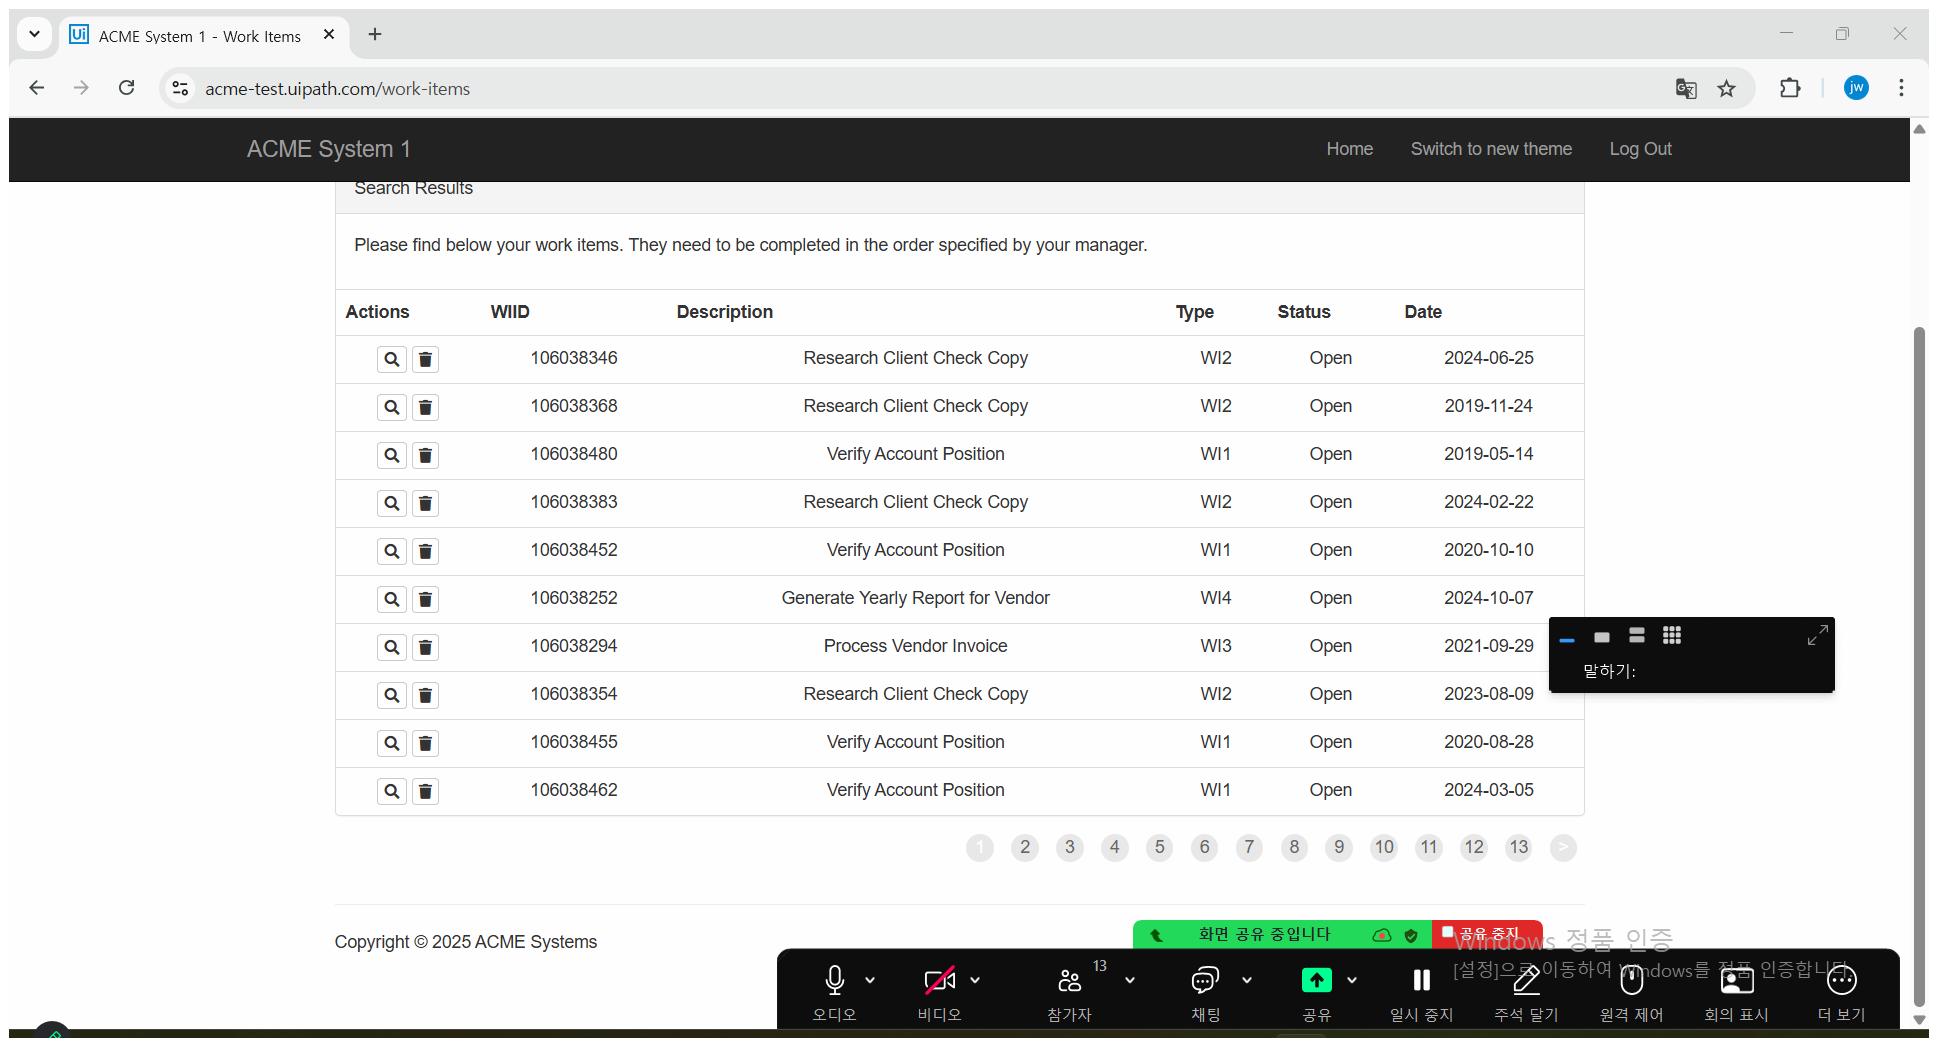 Ui ACME System 1 - Work Items
acme-test.uipath.com/work-items
jw
ACME System 1
Home Switch to new theme Log Out
Search Results
Please find below your work items. They need to be completed in the order specified by your manager.
Actions WIID Description Type Status Date
106038346 Research Client Check Copy WI2 Open 2024-06-25
106038368 Research Client Check Copy WI2 Open 2019-11-24
106038480 Verify Account Position WI1 Open 2019-05-14
106038383 Research Client Check Copy WI2 Open 2024-02-22
106038452 Verify Account Position WI1 Open 2020-10-10
106038252 Generate Yearly Report for Vendor WI4 Open 2024-10-07
106038294 Process Vendor Invoice WI3 Open 2021-09-29
말하기:
106038354 Research Client Check Copy WI2 Open 2023-08-09
106038455 Verify Account Position WI1 Open 2020-08-28
106038462 Verify Account Position WI1 Open 2024-03-05
1 2 3 4 5 6 7 8 9 10 11 12 13 >
Copyright © 2025 ACME Systems
화면 공유 중입니다 공유 중지
Windows 정품 인증
[설정]으로 이동하여 Windows를 정품 인증합니다.
13
오디오 비디오 참가자 채팅 공유 일시 중지 주석 달기 원격 제어 회의 표시 더 보기